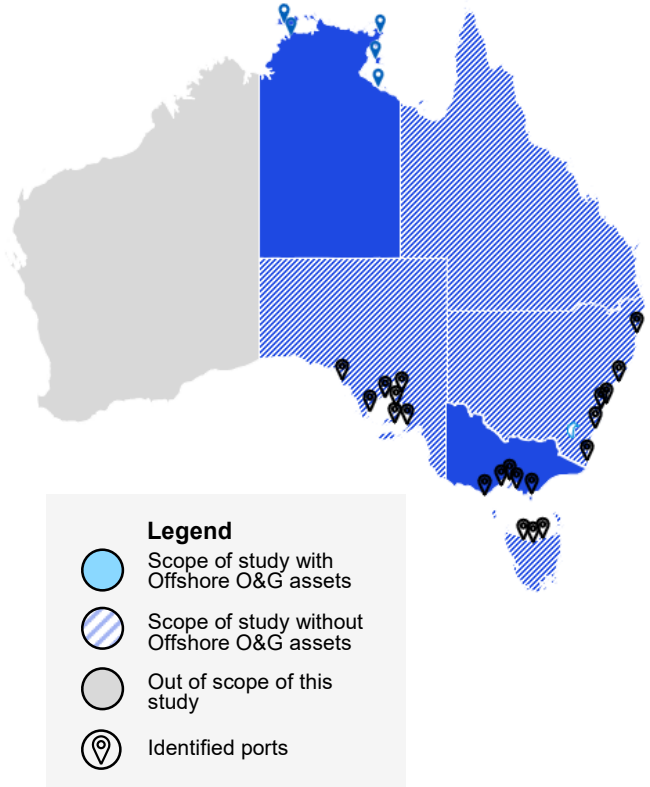 Legend
Scope of study with
Offshore O&G assets
Scope of study without
Offshore O&G assets
Out of scope of this
study
Identified ports